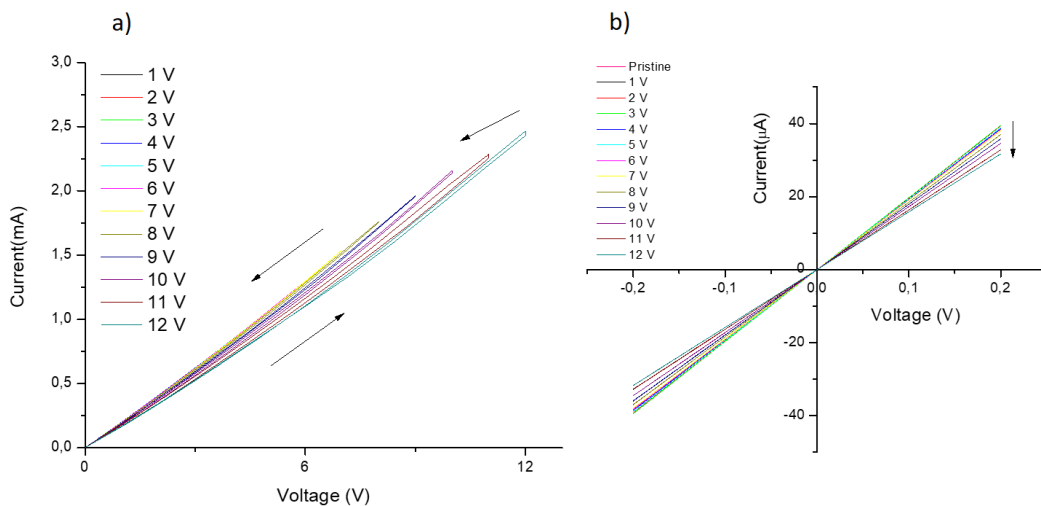 a)
3,0
2,5
2,0
1,5
1,0
0,5
0,0
Current(mA)
1 V
2 V
3 V
4 V
5 V
6 V
7 V
8 V
9 V
10 V
11 V
12 V
0 6 12
Voltage (V)
b)
Pristine
1 V
2 V
3 V
4 V
5 V
6 V
7 V
8 V
9 V
10 V
11 V
12 V
Current(µA)
40
20
0
-20
-40
-0,2 -0,1 0,0 0,1 0,2
Voltage (V)